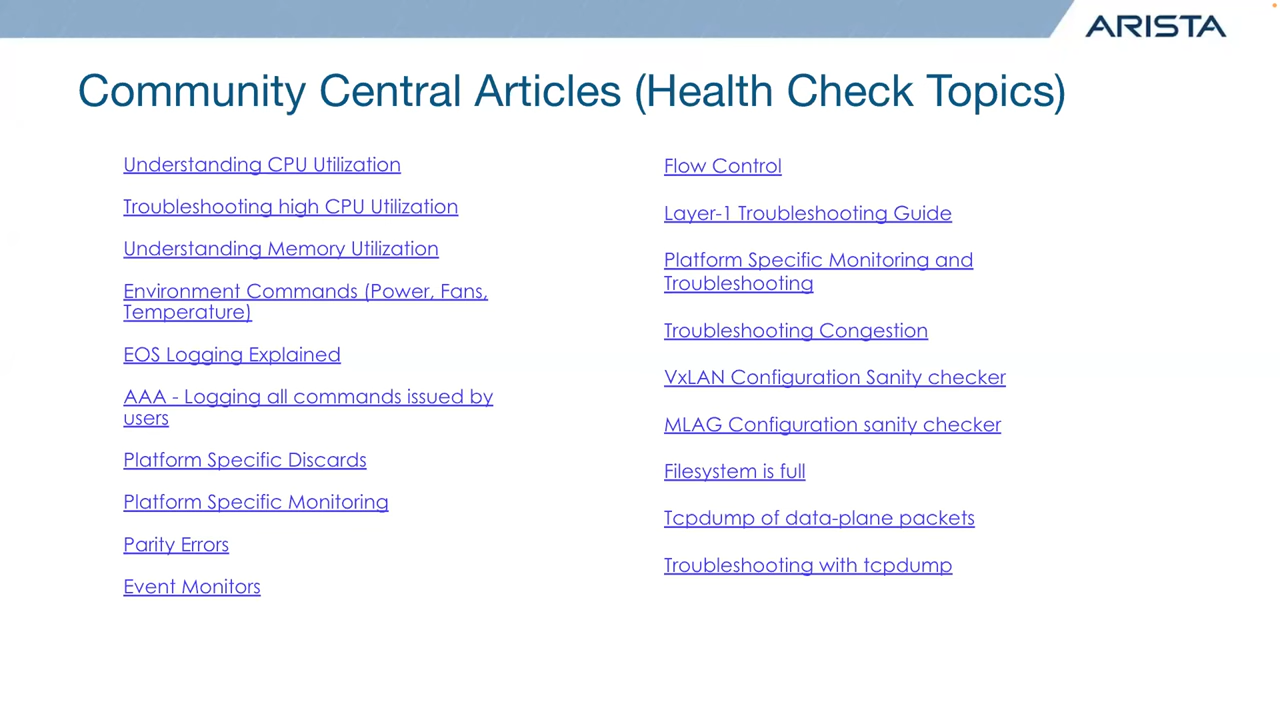 ARISTA
Community Central Articles (Health Check Topics)
Understanding CPU Utilization
Troubleshooting high CPU Utilization
Understanding Memory Utilization
Environment Commands (Power, Fans,
Temperature)
EOS Logging Explained
AAA - Logging all commands issued by
users
Platform Specific Discards
Platform Specific Monitoring
Parity Errors
Event Monitors
Flow Control
Layer-1 Troubleshooting Guide
Platform Specific Monitoring and
Troubleshooting
Troubleshooting Congestion
VxLAN Configuration Sanity checker
MLAG Configuration sanity checker
Filesystem is full
Tcpdump of data-plane packets
Troubleshooting with tcpdump